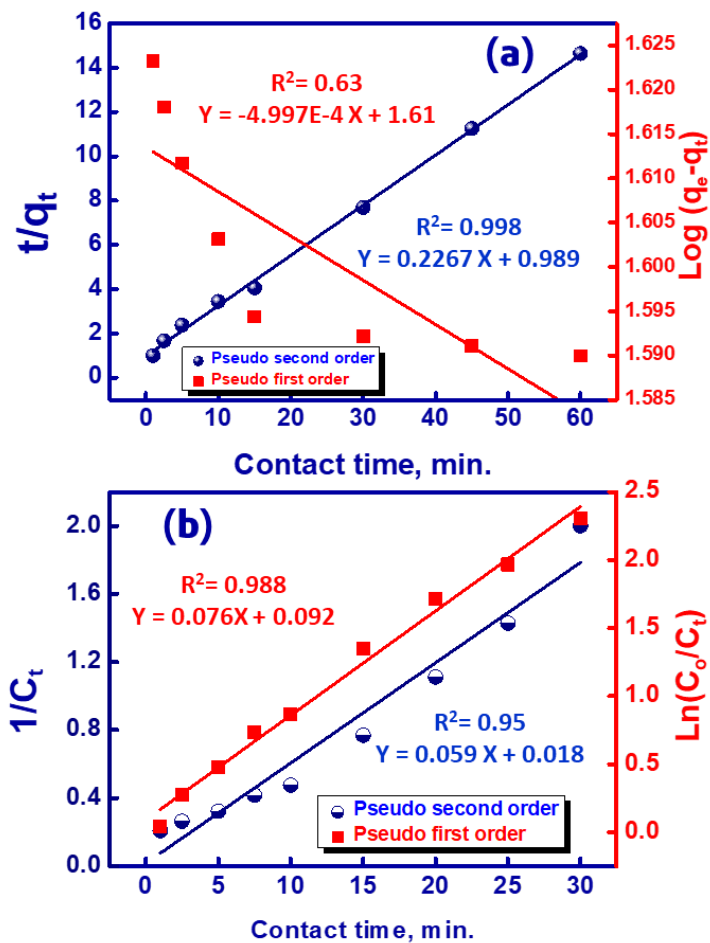 (a)
R²= 0.63
Y = -4.997E-4 X + 1.61
R²= 0.998
Y = 0.2267 X + 0.989
Pseudo second order
Pseudo first order
t/qt
16
14
12
10
8
6
4
2
0
Log (qe-qt)
1.625
1.620
1.615
1.610
1.605
1.600
1.595
1.590
1.585
0 10 20 30 40 50 60
Contact time, min.
(b)
R²= 0.988
Y = 0.076X + 0.092
R²= 0.95
Y = 0.059 X + 0.018
Pseudo second order
Pseudo first order
1/Ct
2.0
1.6
1.2
0.8
0.4
0.0
Ln(Co/Ct)
2.5
2.0
1.5
1.0
0.5
0.0
0 5 10 15 20 25 30
Contact time, min.